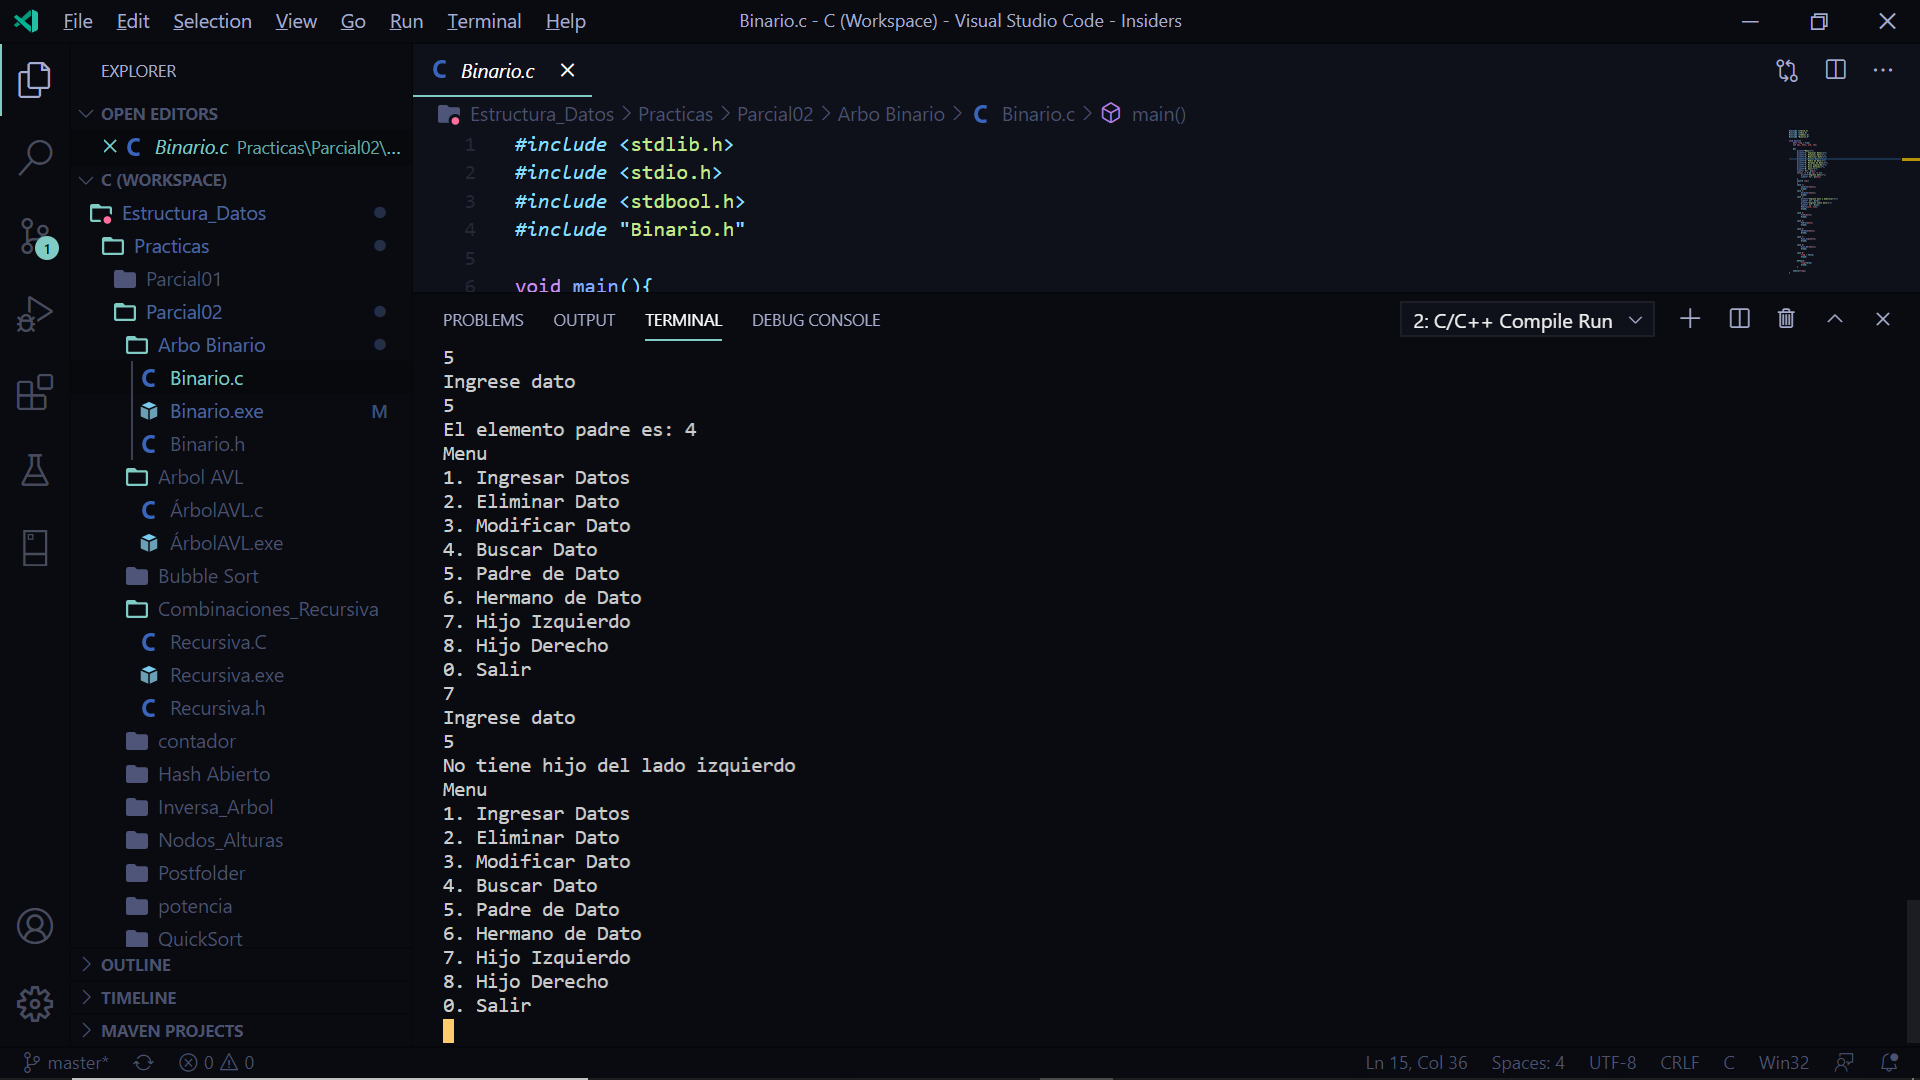 File Edit Selection View Go Run Terminal Help
Binario.c - C (Workspace) - Visual Studio Code - Insiders
EXPLORER
OPEN EDITORS
Binario.c Practicas\Parcial02\...
C (WORKSPACE)
Estructura_Datos
Practicas
Parcial01
Parcial02
Arbo Binario
Binario.c
Binario.exe M
Binario.h
Arbol AVL
ÁrbolAVL.c
ÁrbolAVL.exe
Bubble Sort
Combinaciones_Recursiva
Recursiva.C
Recursiva.exe
Recursiva.h
contador
Hash Abierto
Inversa_Arbol
Nodos_Alturas
Postfolder
potencia
QuickSort
OUTLINE
TIMELINE
MAVEN PROJECTS
1
Binario.c
Estructura_Datos > Practicas > Parcial02 > Arbo Binario > C Binario.c > main()
1 #include <stdlib.h>
2 #include <stdio.h>
3 #include <stdbool.h>
4 #include "Binario.h"
5
6 void main(){
PROBLEMS OUTPUT TERMINAL DEBUG CONSOLE
2: C/C++ Compile Run
5
Ingrese dato
5
El elemento padre es: 4
Menu
1. Ingresar Datos
2. Eliminar Dato
3. Modificar Dato
4. Buscar Dato
5. Padre de Dato
6. Hermano de Dato
7. Hijo Izquierdo
8. Hijo Derecho
0. Salir
7
Ingrese dato
5
No tiene hijo del lado izquierdo
Menu
1. Ingresar Datos
2. Eliminar Dato
3. Modificar Dato
4. Buscar Dato
5. Padre de Dato
6. Hermano de Dato
7. Hijo Izquierdo
8. Hijo Derecho
0. Salir
master* 0 0
Ln 15, Col 36 Spaces: 4 UTF-8 CRLF C Win32